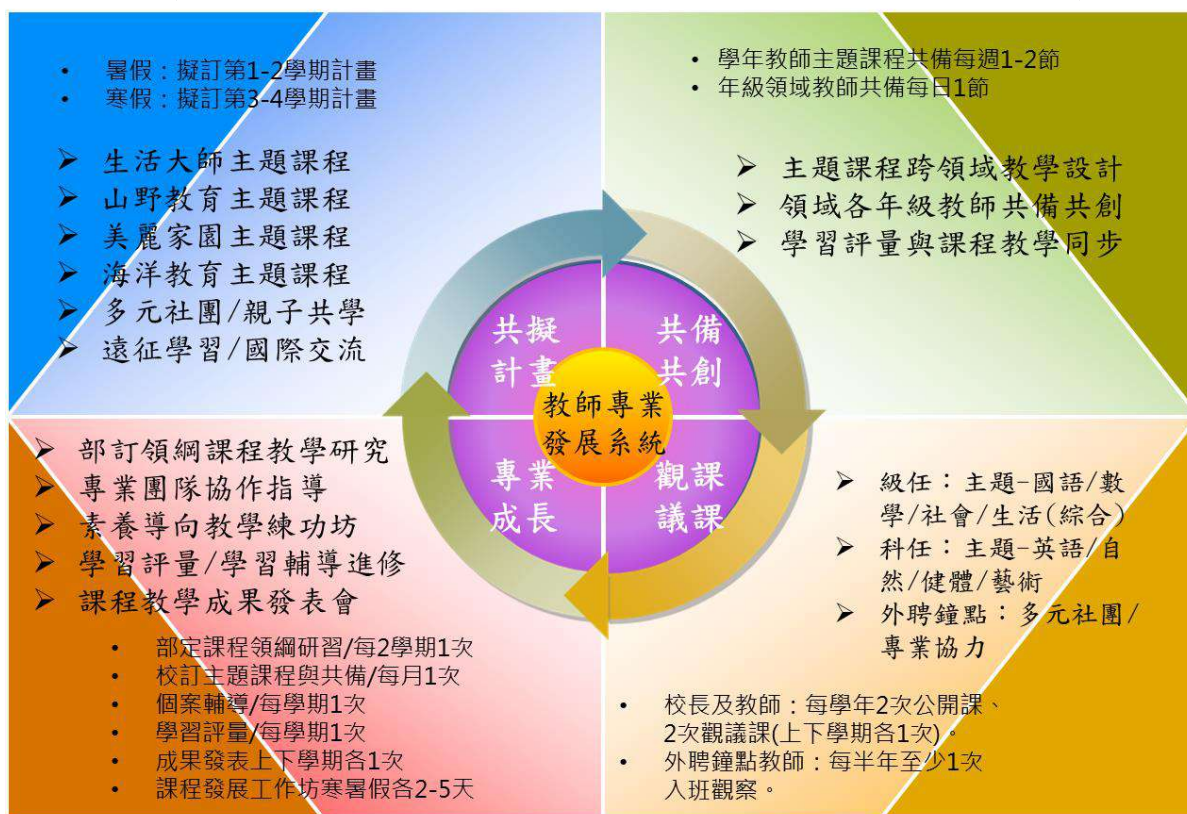 • 暑假：擬訂第1-2學期計畫
• 寒假：擬訂第3-4學期計畫
➤ 生活大師主題課程
➤ 山野教育主題課程
➤ 美麗家園主題課程
➤ 海洋教育主題課程
➤ 多元社團/親子共學
➤ 遠征學習/國際交流
• 學年教師主題課程共備每週1-2節
• 年級領域教師共備每日1節
➤ 主題課程跨領域教學設計
➤ 領域各年級教師共備共創
➤ 學習評量與課程教學同步
共擬
計畫
共備
共創
教師專業
發展系統
專業
成長
觀課
議課
➤ 部訂領綱課程教學研究
➤ 專業團隊協作指導
➤ 素養導向教學練功坊
➤ 學習評量/學習輔導進修
➤ 課程教學成果發表會
• 部定課程領綱研習/每2學期1次
• 校訂主題課程與共備/每月1次
• 個案輔導/每學期1次
• 學習評量/每學期1次
• 成果發表上下學期各1次
• 課程發展工作坊寒暑假各2-5天
➤ 級任：主題-國語/數
學/社會/生活(綜合)
➤ 科任：主題-英語/自
然/健體/藝術
➤ 外聘鐘點：多元社團/
專業協力
• 校長及教師：每學年2次公開課、
2次觀議課(上下學期各1次)。
• 外聘鐘點教師：每半年至少1次
入班觀察。